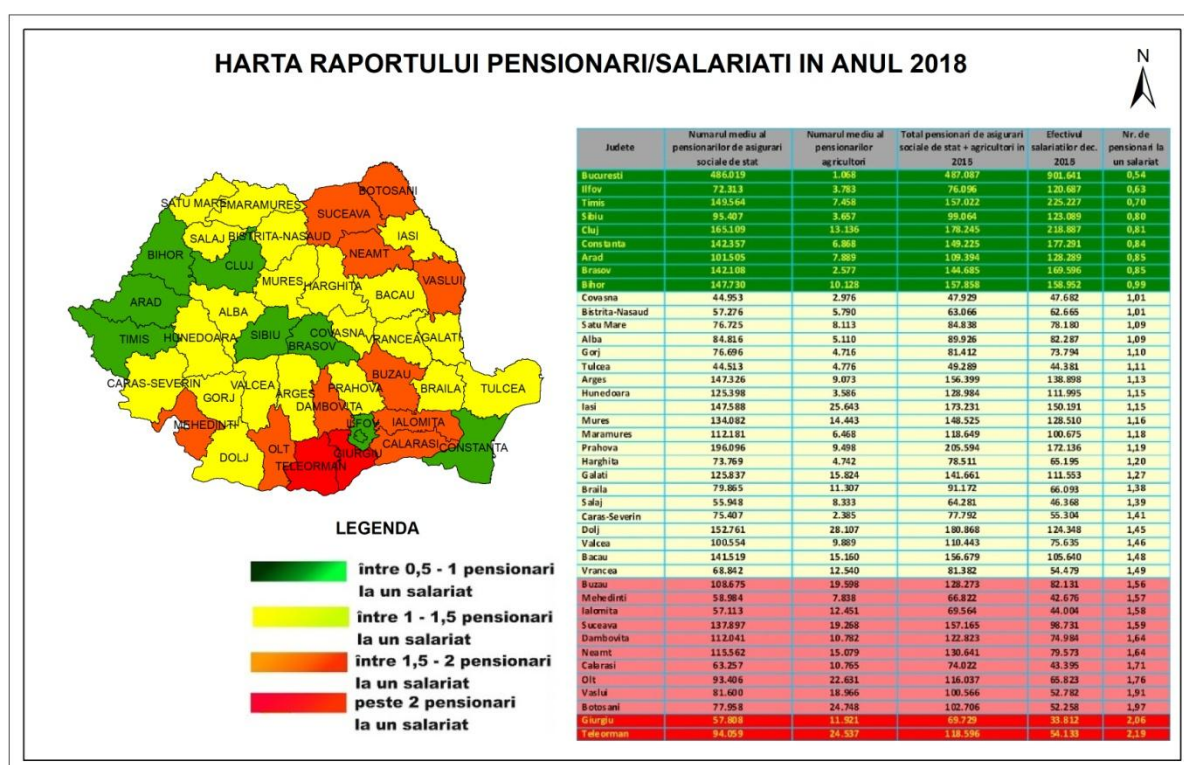 HARTA RAPORTULUI PENSIONARI/SALARIATI IN ANUL 2018
N
SATU MARE
MARAMURES
BOTOSANI
SUCEAVA
SALAJ
BISTRITA-NASAUD
IASI
BIHOR
CLUJ
NEAMT
MURES
HARGHITA
BACAU
VASLUI
ARAD
ALBA
TIMIS
HUNEDOARA
SIBIU
BRASOV
COVASNA
VRANCEA
GALATI
CARAS-SEVERIN
GORJ
VALCEA
ARGES
PRAHOVA
BUZAU
BRAILA
TULCEA
DAMBOVITA
MEHEDINTI
ILFOV
IALOMITA
CALARASI
CONSTANTA
DOLJ
OLT
TELEORMAN
GIURGIU
LEGENDA
între 0,5 - 1 pensionari
la un salariat
între 1 - 1,5 pensionari
la un salariat
între 1,5 - 2 pensionari
la un salariat
peste 2 pensionari
la un salariat
Judete Numarul mediu al pensionarilor de asigurari sociale de stat Numarul mediu al pensionarilor agricultori Total pensionari de asigurari sociale de stat + agricultori in 2015 Efectivul salariatilor dec. 2018 Nr. de pensionari la un salariat
Bucuresti 486.019 1.068 487.087 901.641 0,54
Ilfov 72.313 3.783 76.096 120.687 0,63
Timis 149.564 7.458 157.022 225.227 0,70
Sibiu 95.407 3.657 99.064 123.089 0,80
Cluj 165.109 13.136 178.245 218.887 0,81
Constanta 142.357 6.868 149.225 177.291 0,84
Arad 101.505 7.889 109.394 128.289 0,85
Brasov 142.108 2.577 144.685 169.596 0,85
Bihor 147.730 10.128 157.858 158.952 0,99
Covasna 44.953 2.976 47.929 47.682 1,01
Bistrita-Nasaud 57.276 5.790 63.066 62.665 1,01
Satu Mare 76.725 8.113 84.838 78.180 1,09
Alba 84.816 5.110 89.926 82.287 1,09
Gorj 76.696 4.716 81.412 73.794 1,10
Tulcea 44.513 4.776 49.289 44.381 1,11
Arges 147.326 9.073 156.399 138.898 1,13
Hunedoara 125.398 3.586 128.984 111.995 1,15
Iasi 147.588 25.643 173.231 150.191 1,15
Mures 134.082 14.443 148.525 128.510 1,16
Maramures 112.181 6.468 118.649 100.675 1,18
Prahova 196.096 9.498 205.594 172.136 1,19
Harghita 73.769 4.742 78.511 65.195 1,20
Galati 125.837 15.824 141.661 111.553 1,27
Braila 79.865 11.307 91.172 66.093 1,38
Salaj 55.948 8.333 64.281 46.368 1,39
Caras-Severin 75.407 2.385 77.792 55.304 1,41
Dolj 152.761 28.107 180.868 124.348 1,45
Valcea 100.554 9.889 110.443 75.635 1,46
Bacau 141.519 15.160 156.679 105.640 1,48
Vrancea 68.842 12.540 81.382 54.479 1,49
Buzau 108.675 19.598 128.273 82.131 1,56
Mehedinti 58.984 7.838 66.822 42.676 1,57
Ialomita 57.113 12.451 69.564 44.004 1,58
Suceava 137.897 19.268 157.165 98.731 1,59
Dambovita 112.041 10.782 122.823 74.984 1,64
Neamt 115.562 15.079 130.641 79.573 1,64
Calarasi 63.257 10.765 74.022 43.395 1,71
Olt 93.406 22.631 116.037 65.823 1,76
Vaslui 81.600 18.966 100.566 52.782 1,91
Botosani 77.958 24.748 102.706 52.258 1,97
Giurgiu 57.808 11.921 69.729 33.812 2,06
Teleorman 94.059 24.537 118.596 54.133 2,19